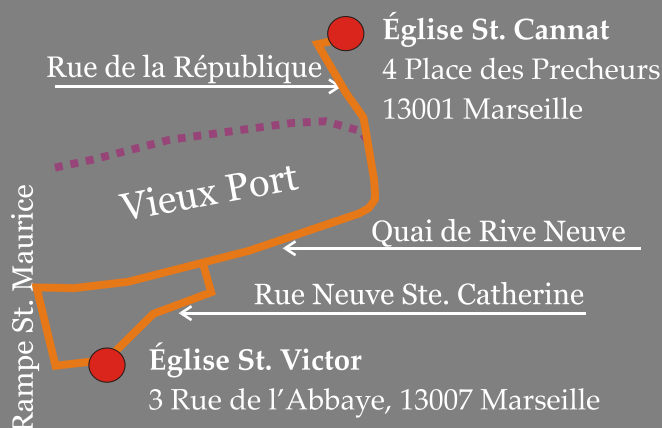 Église St. Cannat
4 Place des Precheurs
13001 Marseille
Rue de la République
Vieux Port
Quai de Rive Neuve
Rue Neuve Ste. Catherine
Rampe St. Maurice
Église St. Victor
3 Rue de l’Abbaye, 13007 Marseille